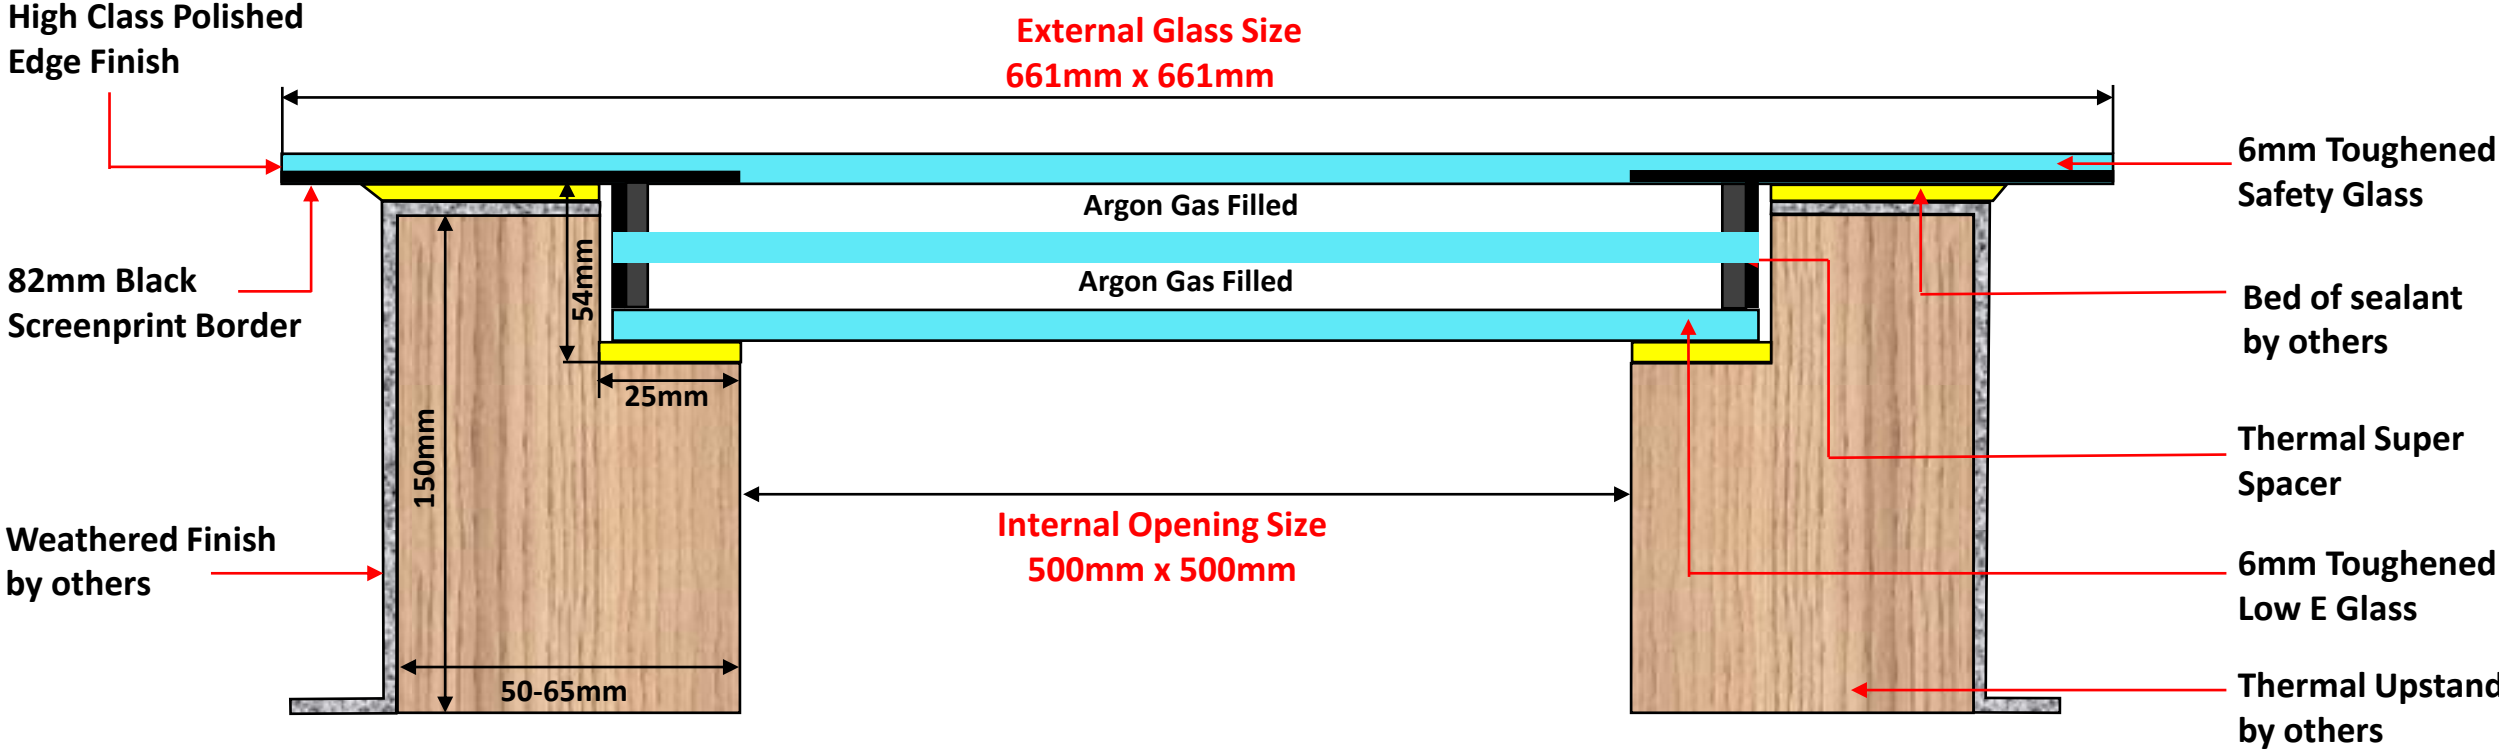 High Class Polished
Edge Finish
External Glass Size
661mm x 661mm
6mm Toughened
Safety Glass
Argon Gas Filled
Argon Gas Filled
54mm
82mm Black
Screenprint Border
Bed of sealant
by others
25mm
150mm
Thermal Super
Spacer
Internal Opening Size
500mm x 500mm
Weathered Finish
by others
6mm Toughened
Low E Glass
50-65mm
Thermal Upstand
by others